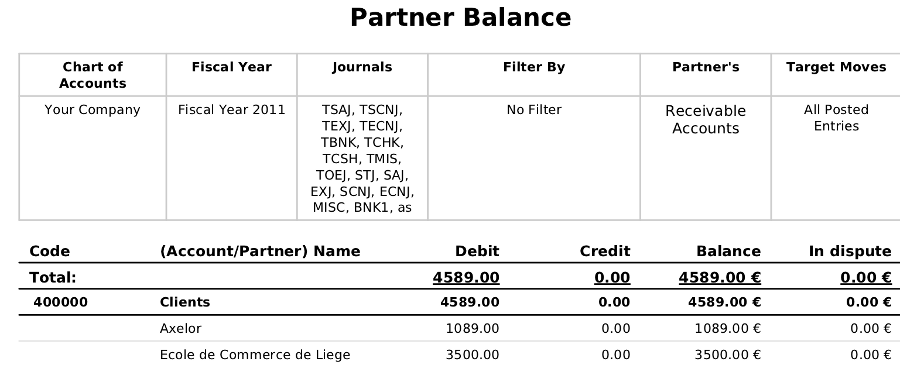 Partner Balance
Chart of Accounts Fiscal Year Journals Filter By Partner's Target Moves
Your Company Fiscal Year 2011 TSAJ, TSCNJ, No Filter Receivable Accounts All Posted Entries
TEXJ, TECNJ,
TBNK, TCHK,
TCSH, TMIS,
TOEJ, STJ, SAJ,
EXJ, SCNJ, ECNJ,
MISC, BNK1, as
Code (Account/Partner) Name Debit Credit Balance In dispute
Total: 4589.00 0.00 4589.00 € 0.00 €
400000 Clients 4589.00 0.00 4589.00 € 0.00 €
Axelor 1089.00 0.00 1089.00 € 0.00 €
Ecole de Commerce de Liege 3500.00 0.00 3500.00 € 0.00 €